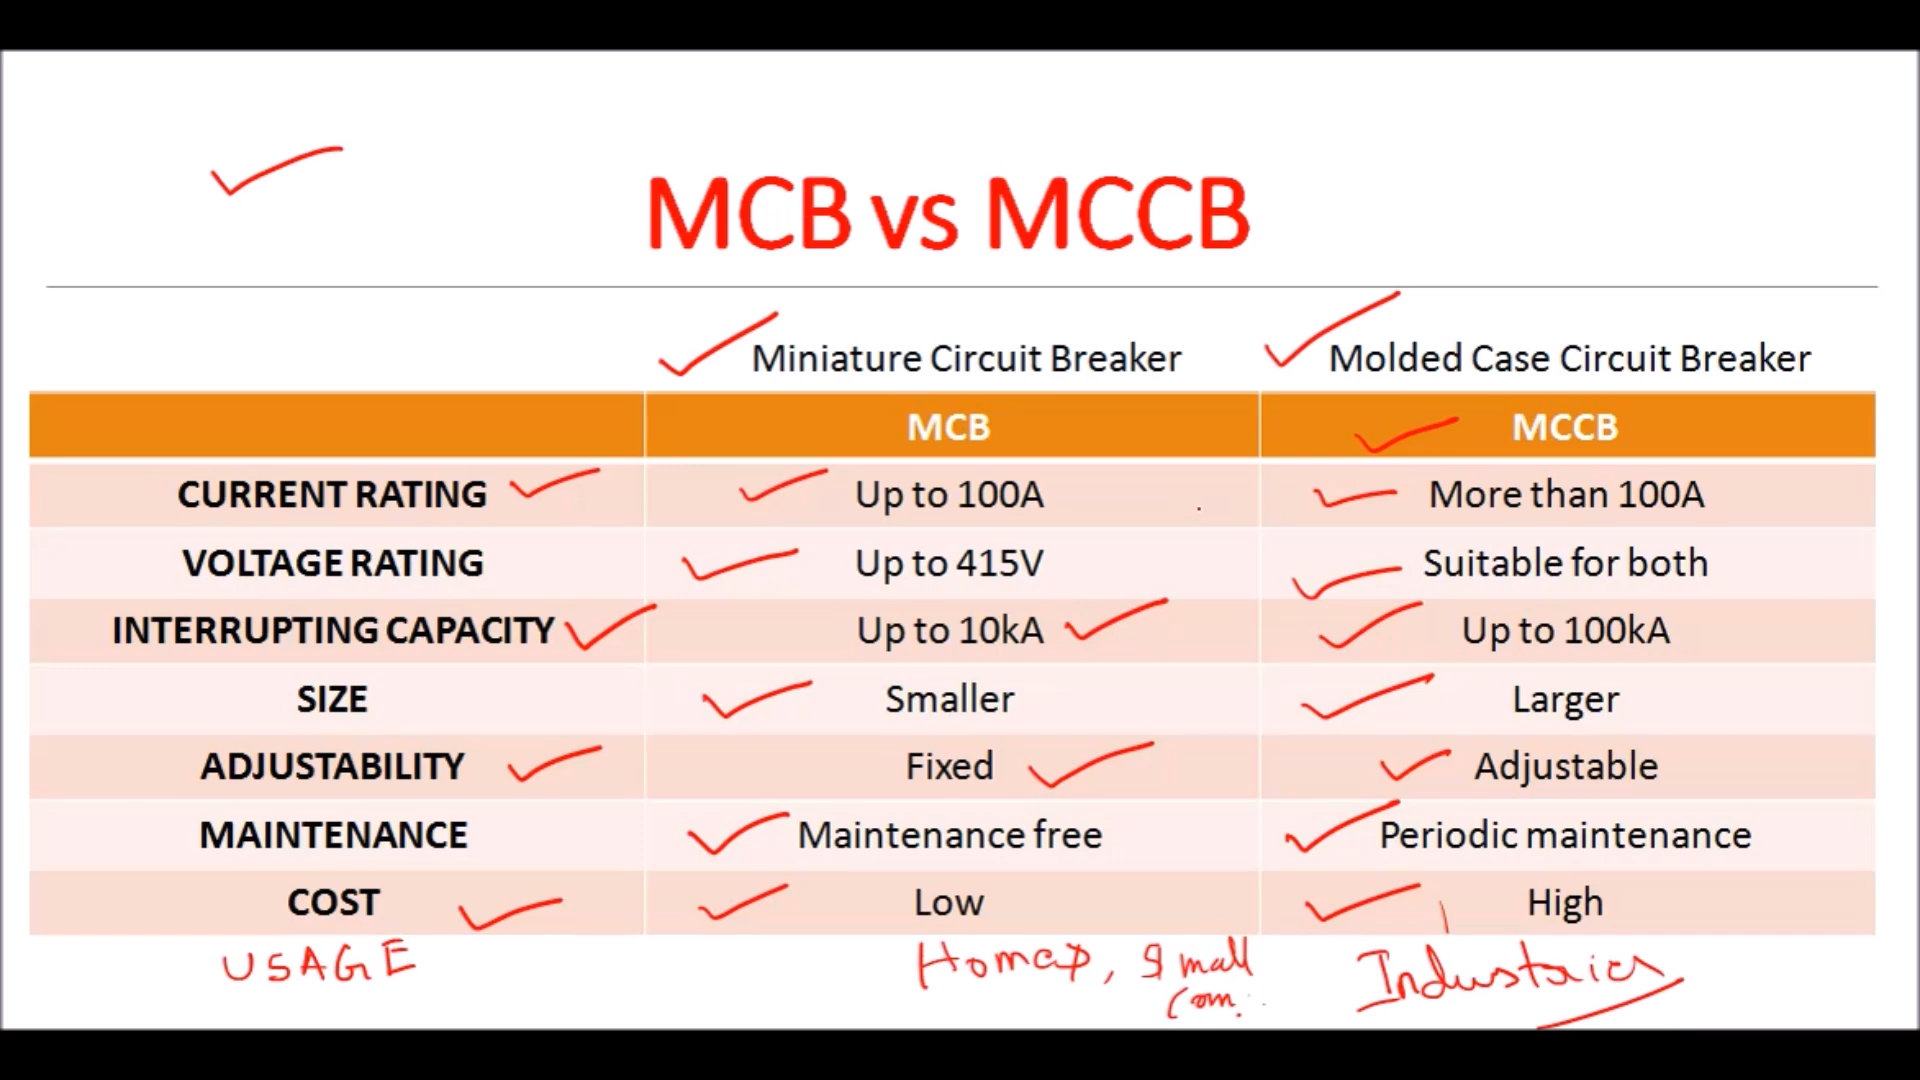 MCB vs MCCB
Miniature Circuit Breaker Molded Case Circuit Breaker
MCB MCCB
CURRENT RATING Up to 100A More than 100A
VOLTAGE RATING Up to 415V Suitable for both
INTERRUPTING CAPACITY Up to 10kA Up to 100kA
SIZE Smaller Larger
ADJUSTABILITY Fixed Adjustable
MAINTENANCE Maintenance free Periodic maintenance
COST Low High
USAGE Homes, Small Industries
Com.